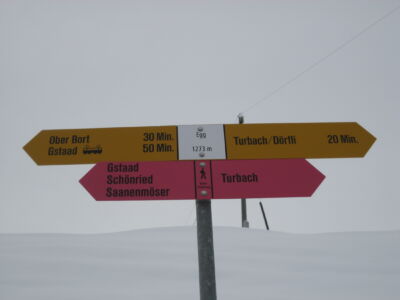 Ober Bort 30 Min.
Gstaad 50 Min.
Egg
1273 m
Turbach/Dörfli 20 Min.
Gstaad
Schönried
Saanenmöser
Turbach